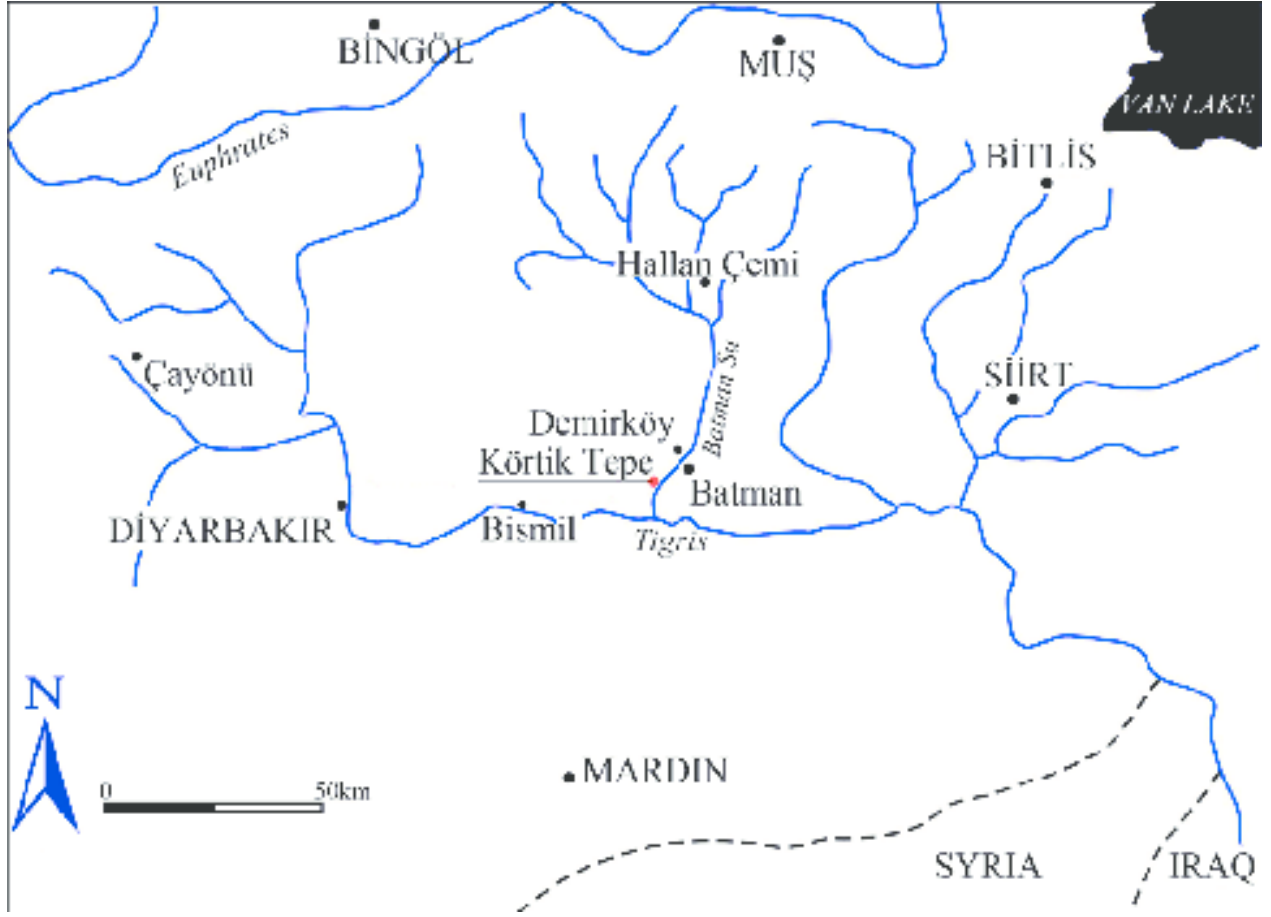 BİNGÖL
MUŞ
VAN LAKE
Euphrates
BİTLİS
Hallan Çemi
Çayönü
Batman Su
SİİRT
Demirköy
Körtik Tepe
Batman
DİYARBAKIR
Bismil
Tigris
N
0 50km
MARDIN
SYRIA
IRAQ